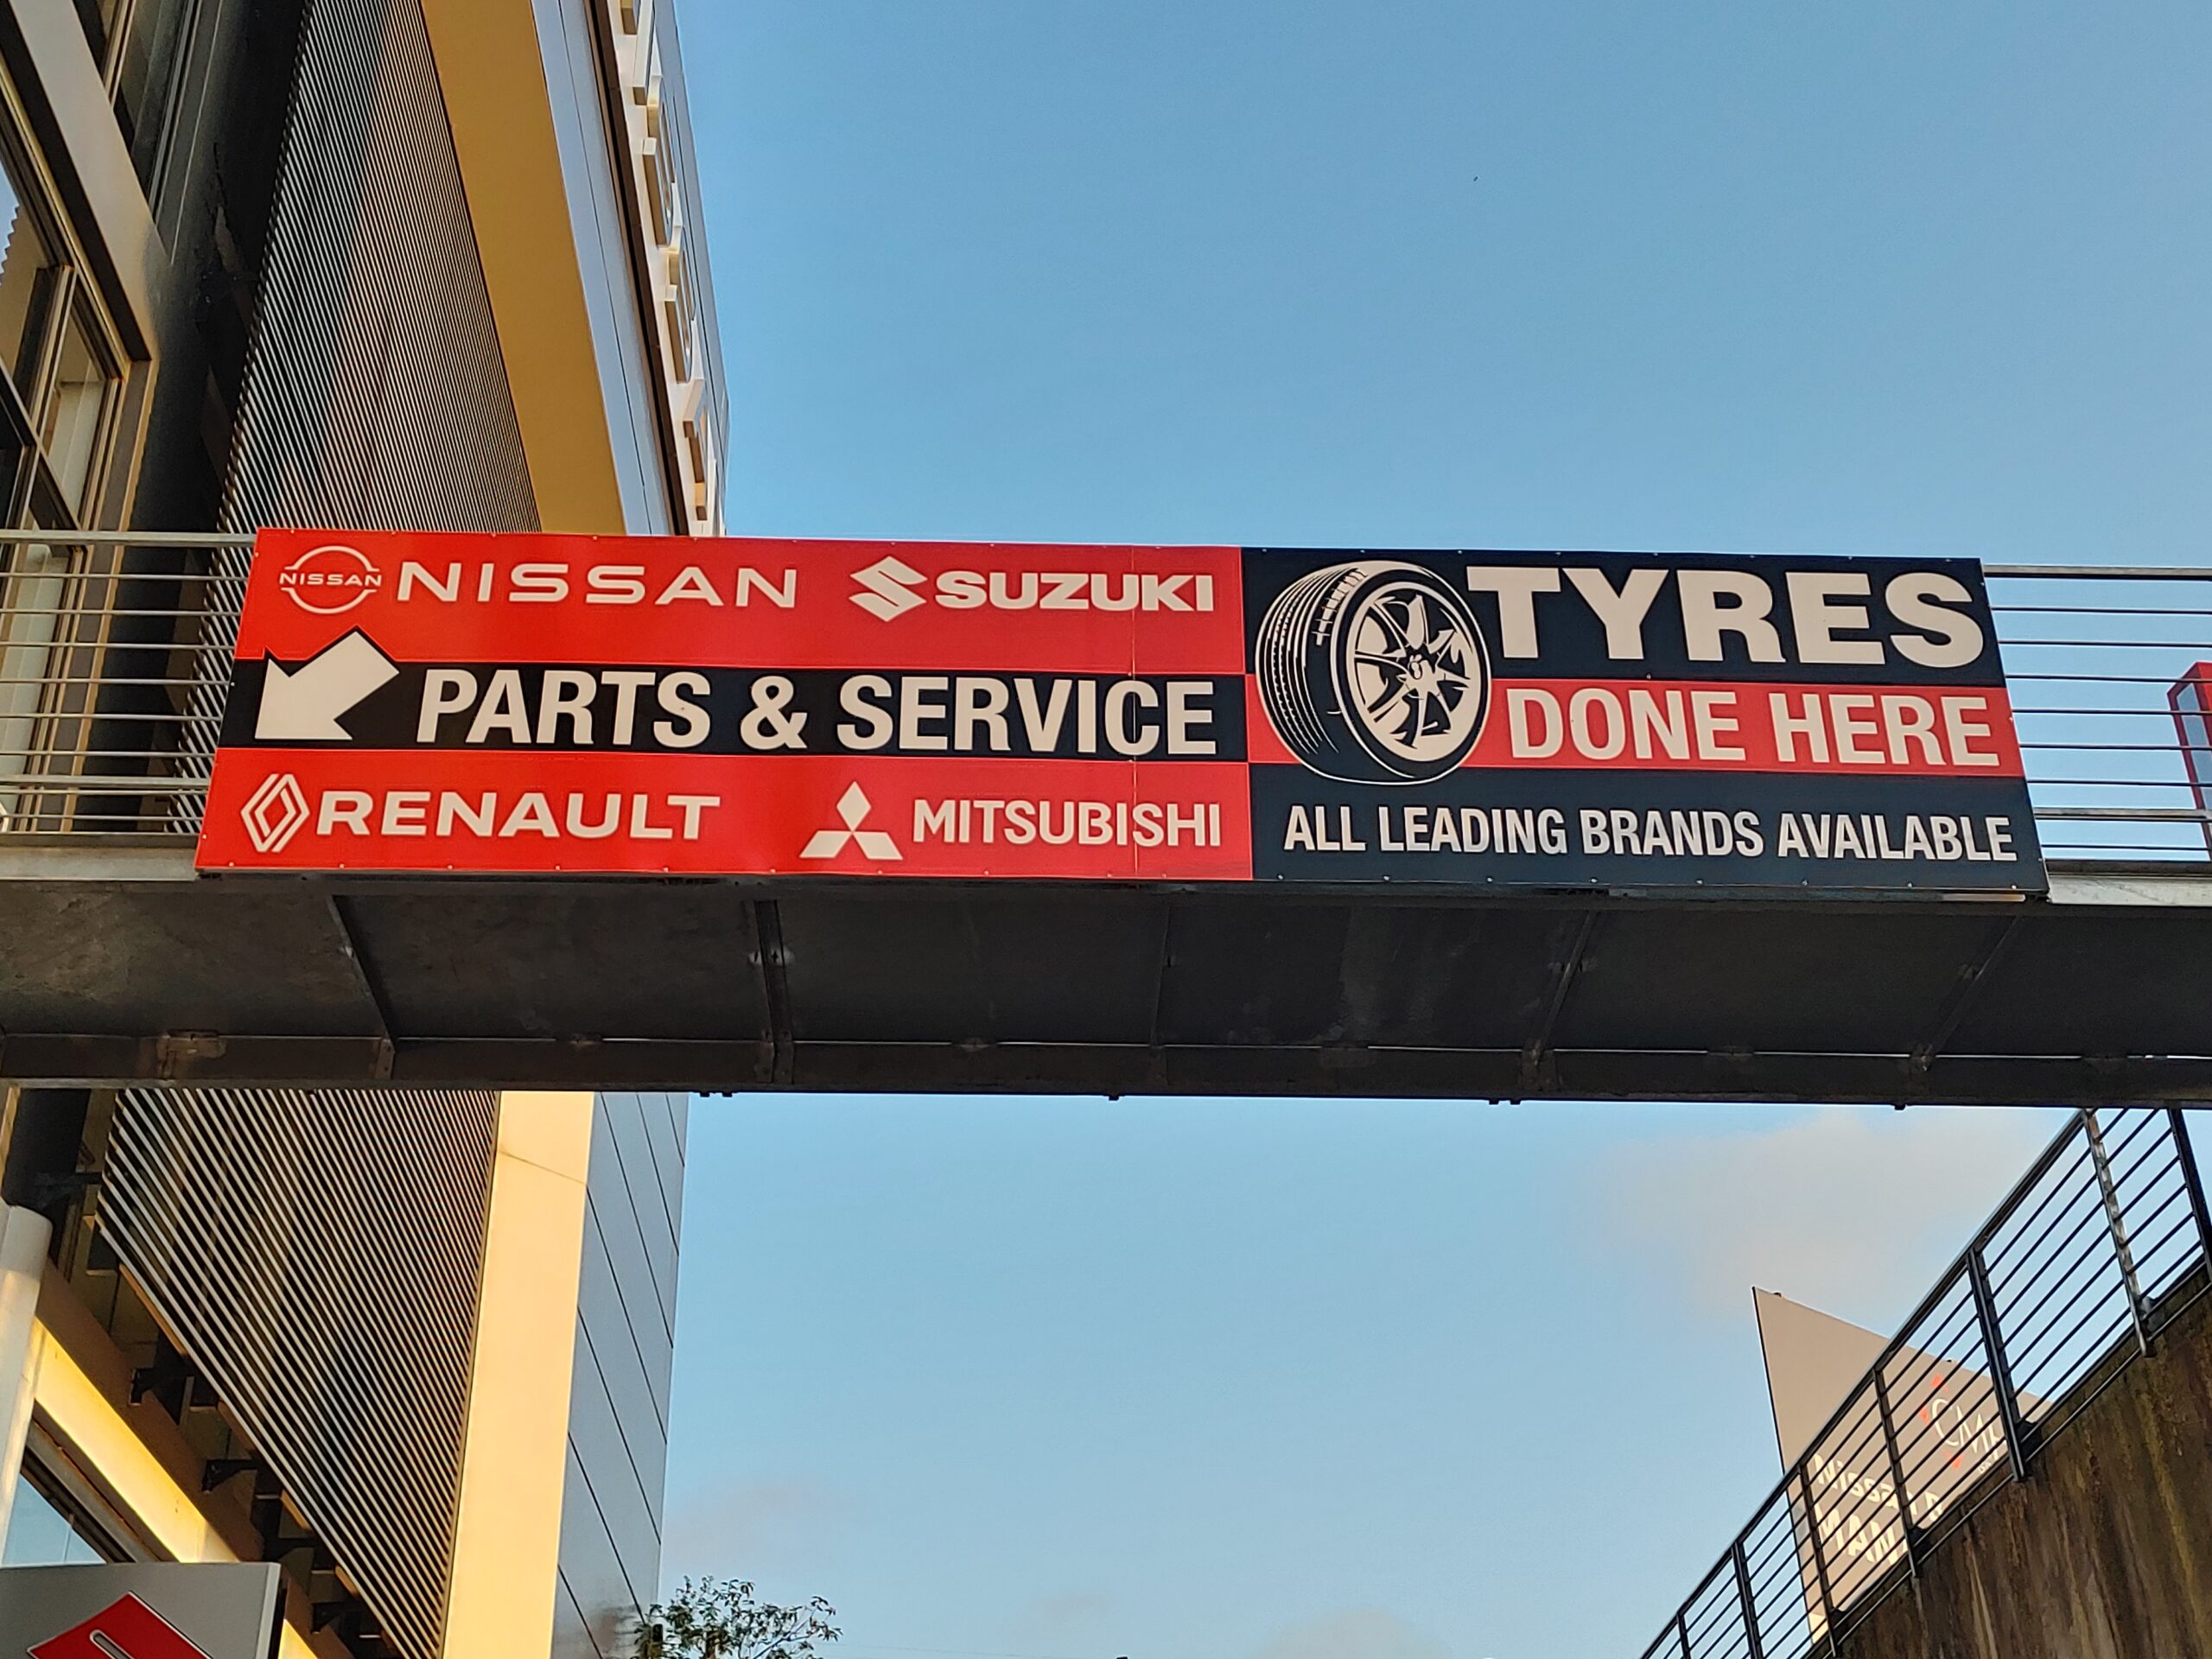 NISSAN NISSAN SUZUKI
PARTS & SERVICE
RENAULT MITSUBISHI
TYRES
DONE HERE
ALL LEADING BRANDS AVAILABLE